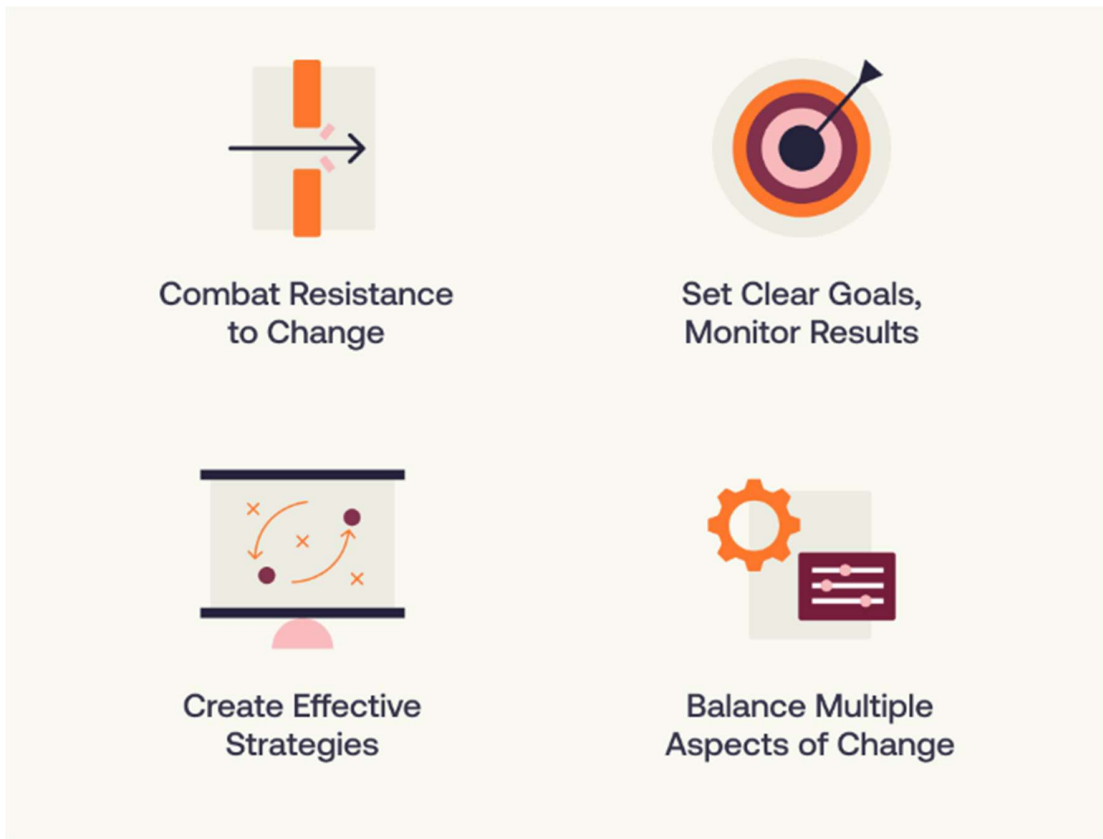 Combat Resistance
to Change
Set Clear Goals,
Monitor Results
Create Effective
Strategies
Balance Multiple
Aspects of Change